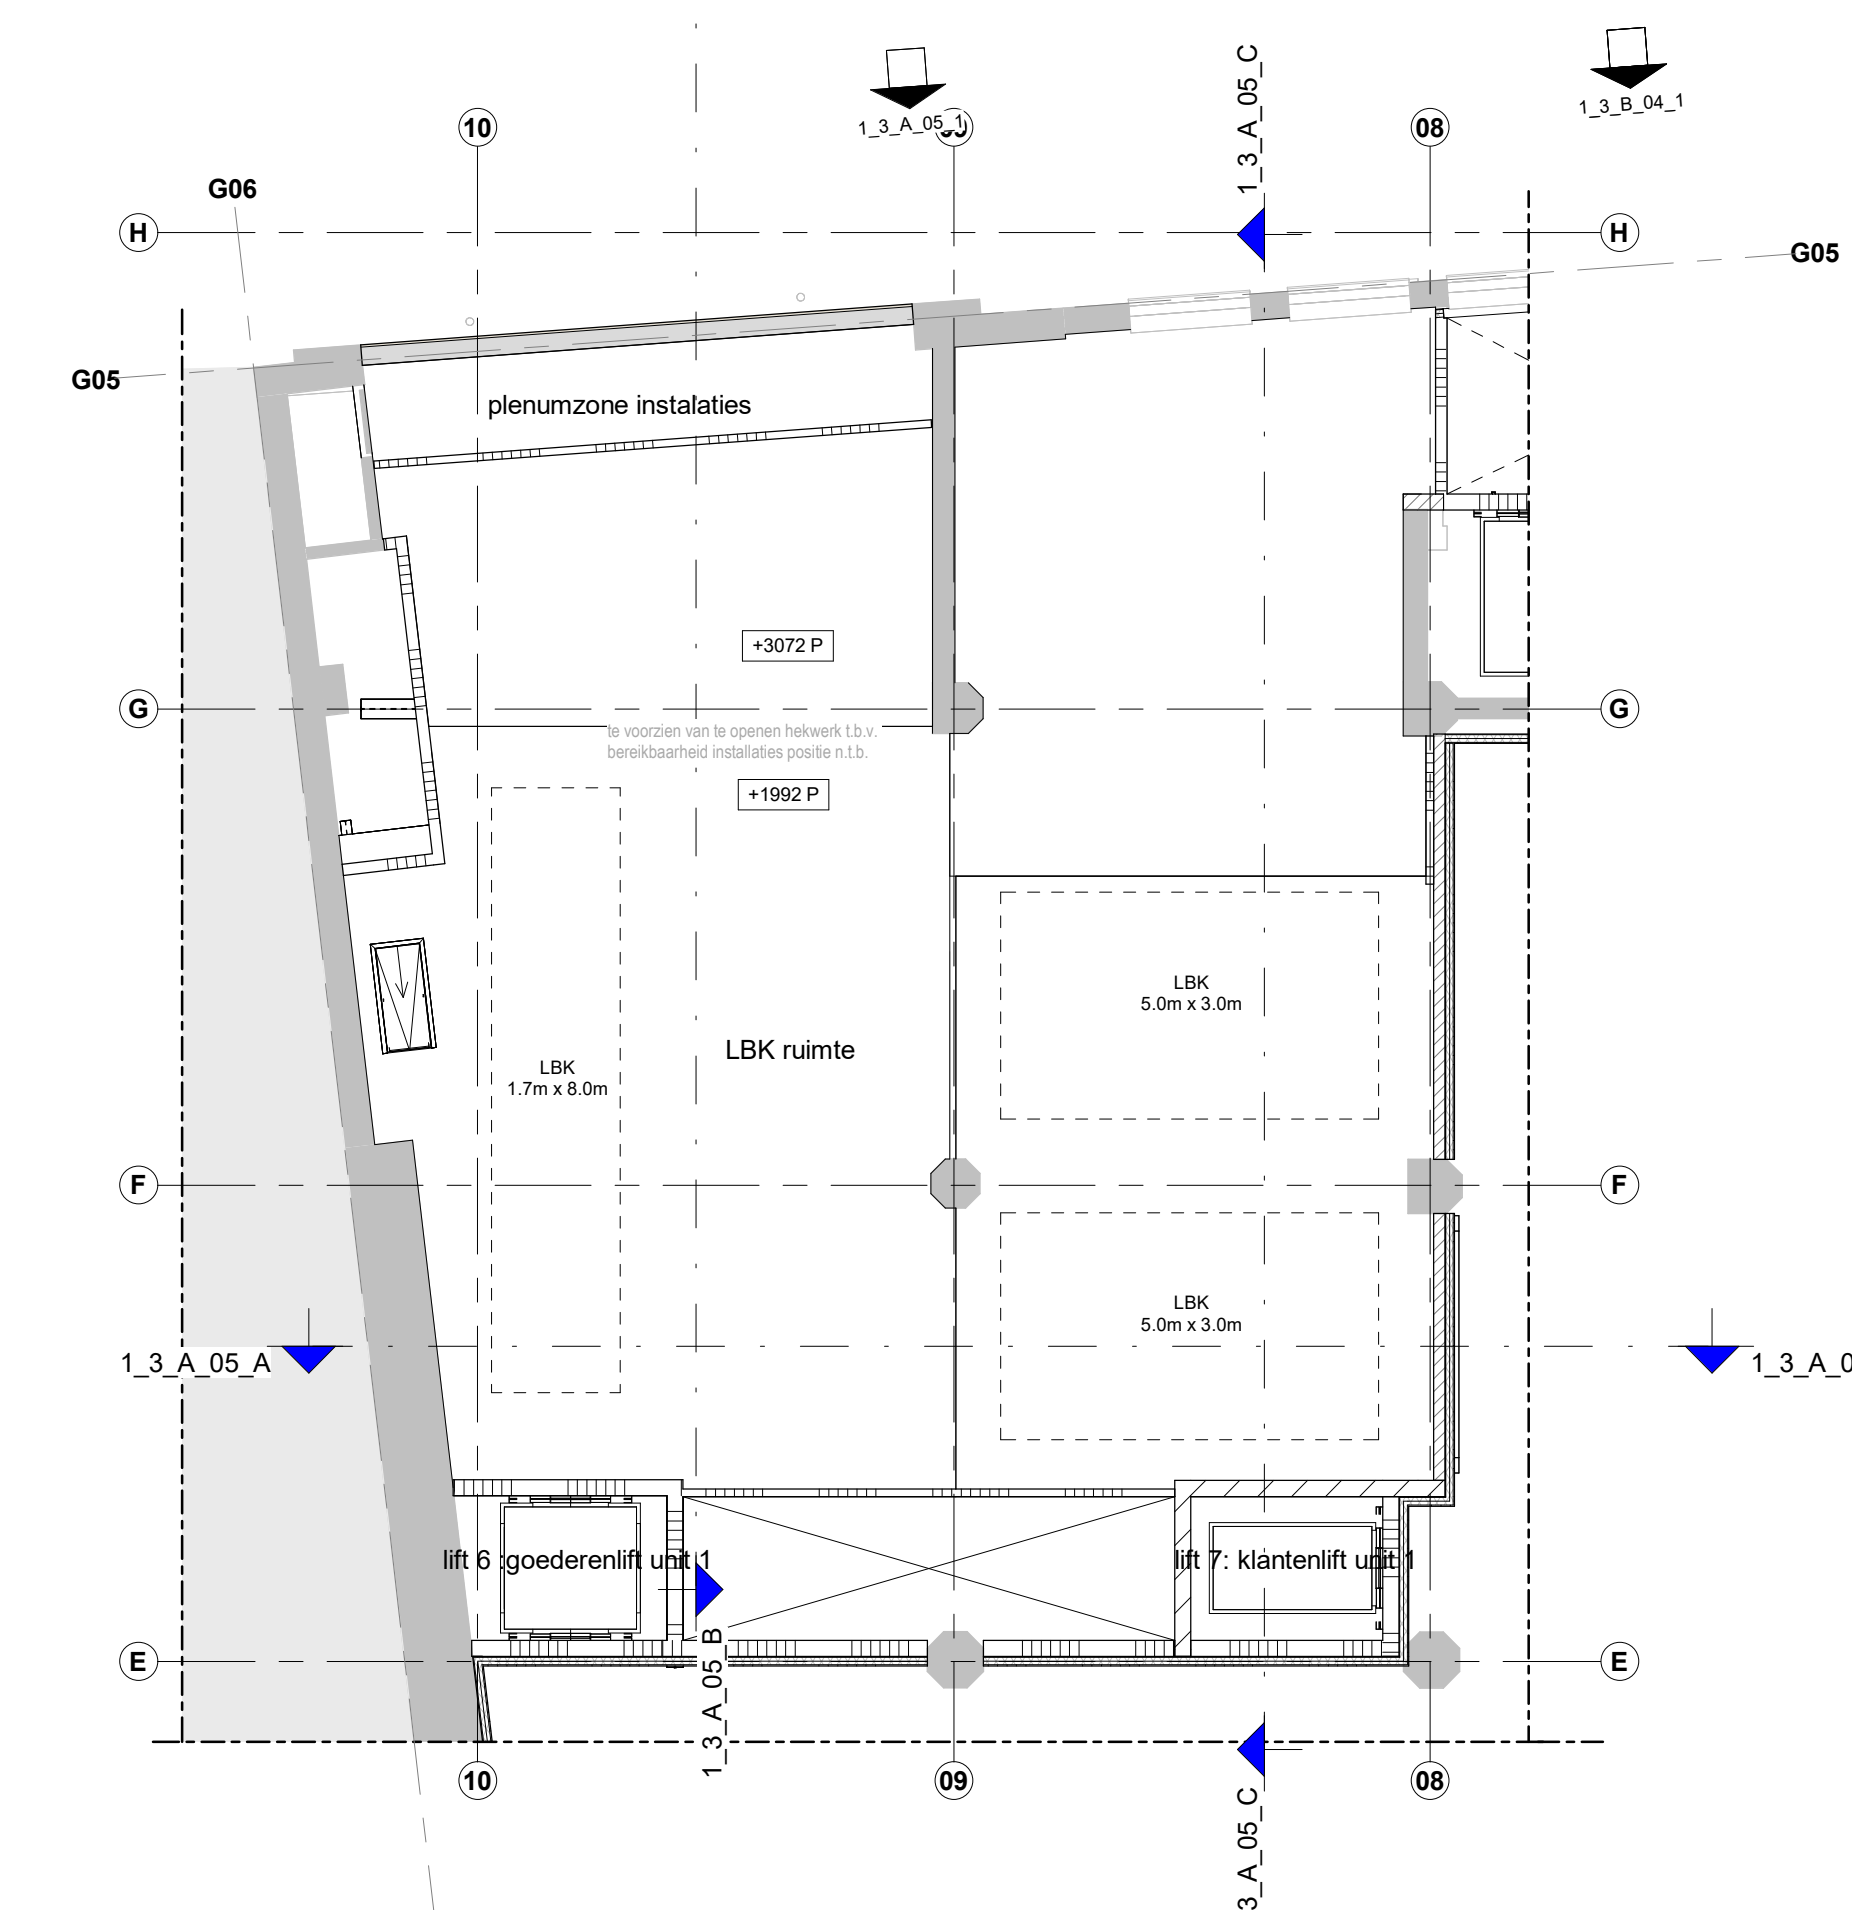 1_3_A_05_C
1_3_A_05_1
1_3_B_04_1
10
08
G06
H
H
G05
G05
plenumzone instalaties
+3072 P
G
G
te voorzien van te openen hekwerk t.b.v.
bereikbaarheid installaties positie n.t.b.
+1992 P
LBK
5.0m x 3.0m
LBK ruimte
LBK
1.7m x 8.0m
F
F
LBK
5.0m x 3.0m
1_3_A_05_A
1_3_A_0
lift 6 :goederenlift unit 1
lift 7: klantenlift unit 1
E
E
1_3_A_05_B
10
09
08
3_A_05_C